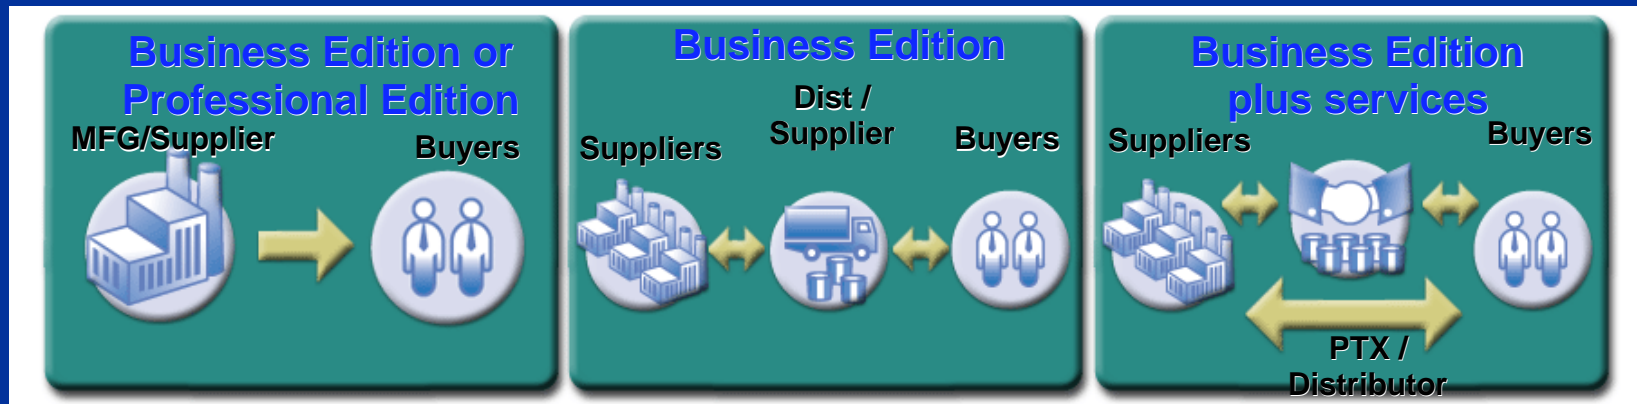 Business Edition or
Professional Edition
MFG/Supplier
Buyers
Business Edition
Dist /
Supplier
Suppliers
Buyers
Business Edition
plus services
Suppliers
Buyers
PTX /
Distributor